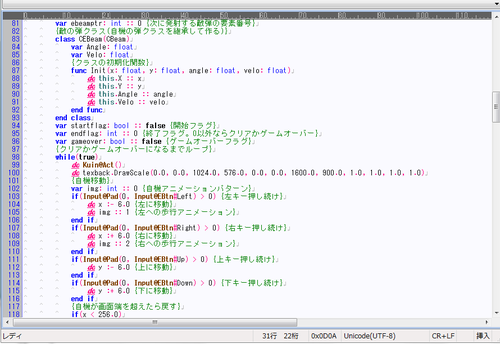 81 var ebeamptr: int :: 0 {次に発射する敵弾の要素番号}
82 {敵の弾クラス(自機の弾クラスを継承して作る)}
83 class CEBeam(CBeam)
84 var Angle: float
85 var Velo: float
86 {クラスの初期化関数}
87 func Init(x: float, y: float, angle: float, velo: float)
88 do this.X :: x
89 do this.Y :: y
90 do this.Angle :: angle
91 do this.Velo :: velo
92 end func
93 end class
94 var startflag: bool :: false {開始フラグ}
95 var endflag: int :: 0 {終了フラグ。0以外ならクリアかゲームオーバー}
96 var gameover: bool :: false {ゲームオーバーフラグ}
97 {クリアかゲームオーバーになるまでループ}
98 while(true)
99 do Kuin@Act()
100 do texback.DrawScale(0.0, 0.0, 1024.0, 576.0, 0.0, 0.0, 1600.0, 900.0, 1.0, 1.0, 1.0, 1.0)
101 {自機移動}
102 var img: int :: 0 {自機アニメーションパターン}
103 if(Input@Pad(0, Input@EBtn#Left) > 0) {左キー押し続け}
104 do x :- 6.0 {左に移動}
105 do img :: 1 {左への歩行アニメーション}
106 end if
107 if(Input@Pad(0, Input@EBtn#Right) > 0) {右キー押し続け}
108 do x :+ 6.0 {右に移動}
109 do img :: 2 {右への歩行アニメーション}
110 end if
111 if(Input@Pad(0, Input@EBtn#Up) > 0) {上キー押し続け}
112 do y :- 6.0 {上に移動}
113 end if
114 if(Input@Pad(0, Input@EBtn#Down) > 0) {下キー押し続け}
115 do y :+ 6.0 {下に移動}
116 end if
117 {自機が画面端を超えたら戻す}
118 if(x < 256.0)
レディ 31行 22桁 0x0D0A Unicode(UTF-8) CR+LF 挿入